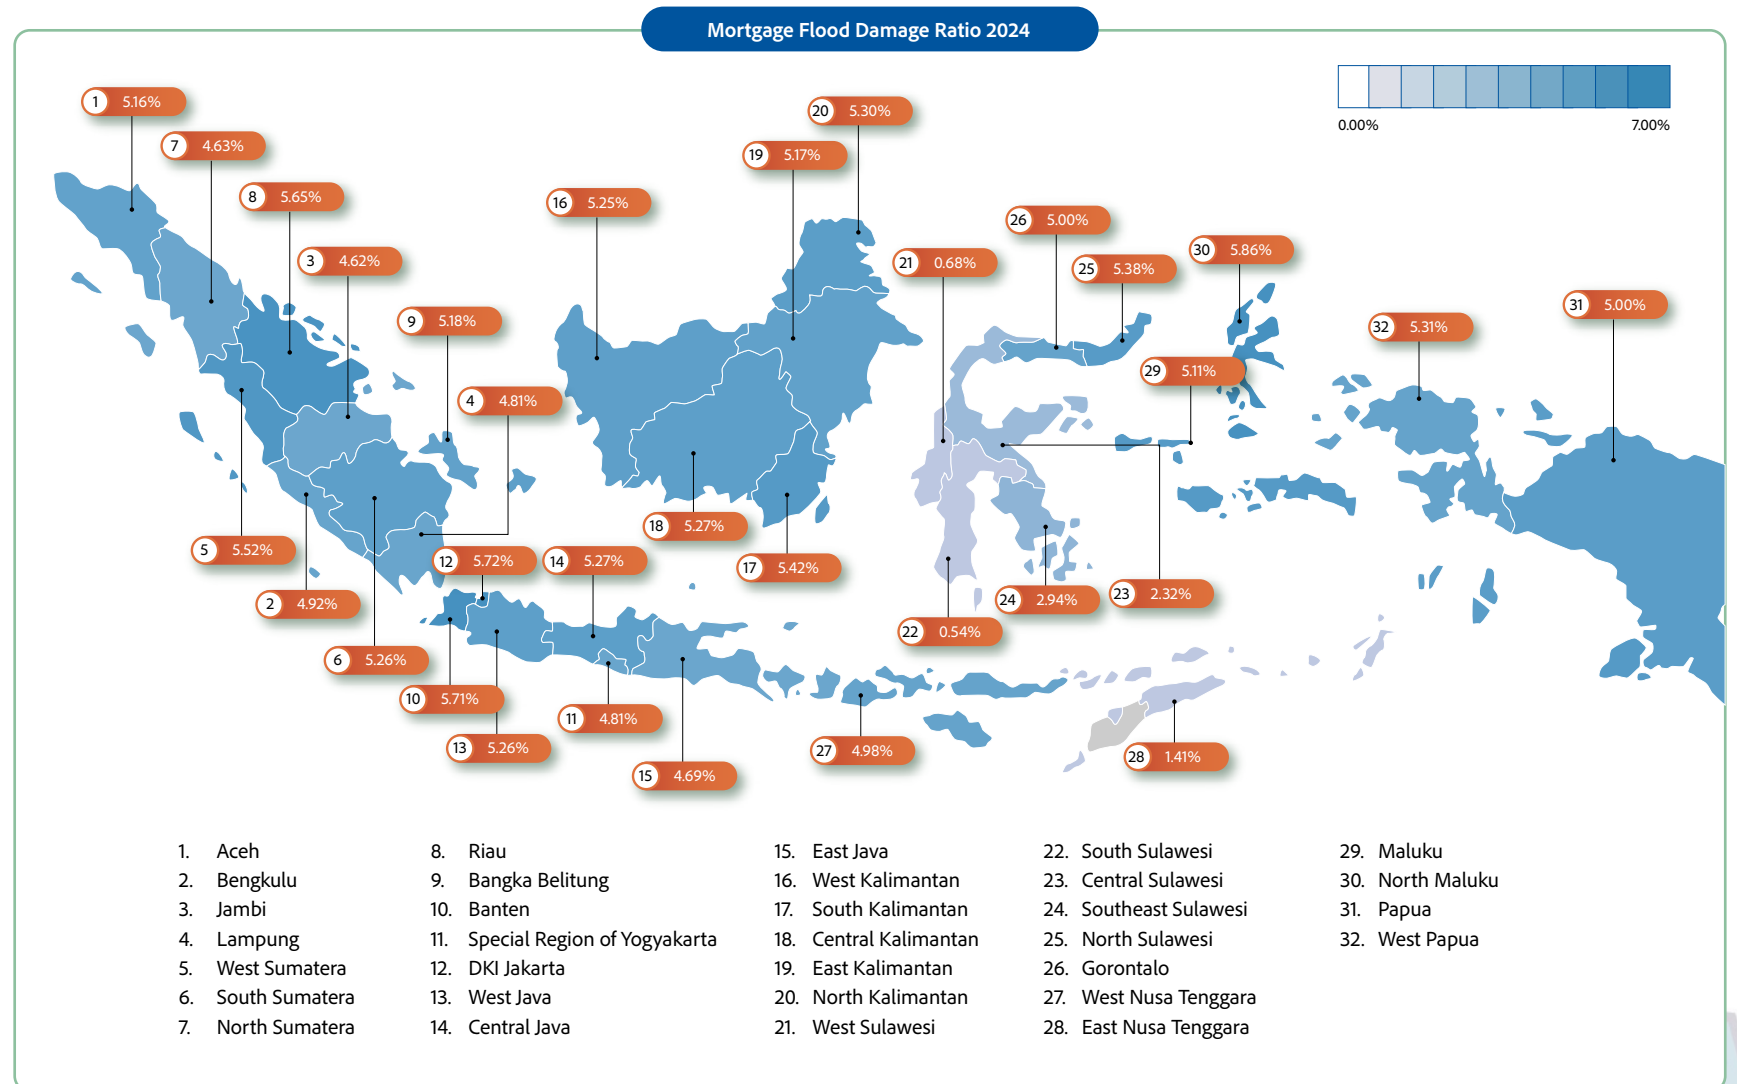 Mortgage Flood Damage Ratio 2024
0.00% 7.00%
1 5.16%
7 4.63%
8 5.65%
3 4.62%
9 5.18%
4 4.81%
5 5.52%
2 4.92%
6 5.26%
12 5.72%
10 5.71%
13 5.26%
14 5.27%
11 4.81%
15 4.69%
16 5.25%
19 5.17%
20 5.30%
18 5.27%
17 5.42%
21 0.68%
26 5.00%
25 5.38%
30 5.86%
29 5.11%
32 5.31%
31 5.00%
22 0.54%
24 2.94%
23 2.32%
27 4.98%
28 1.41%
1. Aceh
2. Bengkulu
3. Jambi
4. Lampung
5. West Sumatera
6. South Sumatera
7. North Sumatera
8. Riau
9. Bangka Belitung
10. Banten
11. Special Region of Yogyakarta
12. DKI Jakarta
13. West Java
14. Central Java
15. East Java
16. West Kalimantan
17. South Kalimantan
18. Central Kalimantan
19. East Kalimantan
20. North Kalimantan
21. West Sulawesi
22. South Sulawesi
23. Central Sulawesi
24. Southeast Sulawesi
25. North Sulawesi
26. Gorontalo
27. West Nusa Tenggara
28. East Nusa Tenggara
29. Maluku
30. North Maluku
31. Papua
32. West Papua